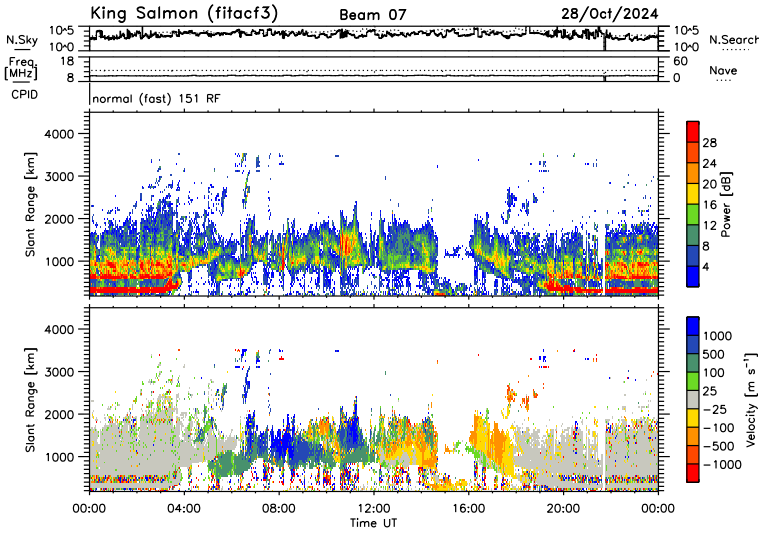 King Salmon (fitacf3) Beam 07 28/Oct/2024
N.Sky 10^5 10^0 10^5 10^0 N.Search
Freq. [MHz] 18 8 60 0 Nave
CPID normal (fast) 151 RF
Slant Range [km] 4000 3000 2000 1000
Power [dB] 28 24 20 16 12 8 4
Slant Range [km] 4000 3000 2000 1000
Velocity [m s⁻¹] 1000 500 100 25 −25 −100 −500 −1000
00:00 04:00 08:00 12:00 16:00 20:00 00:00
Time UT